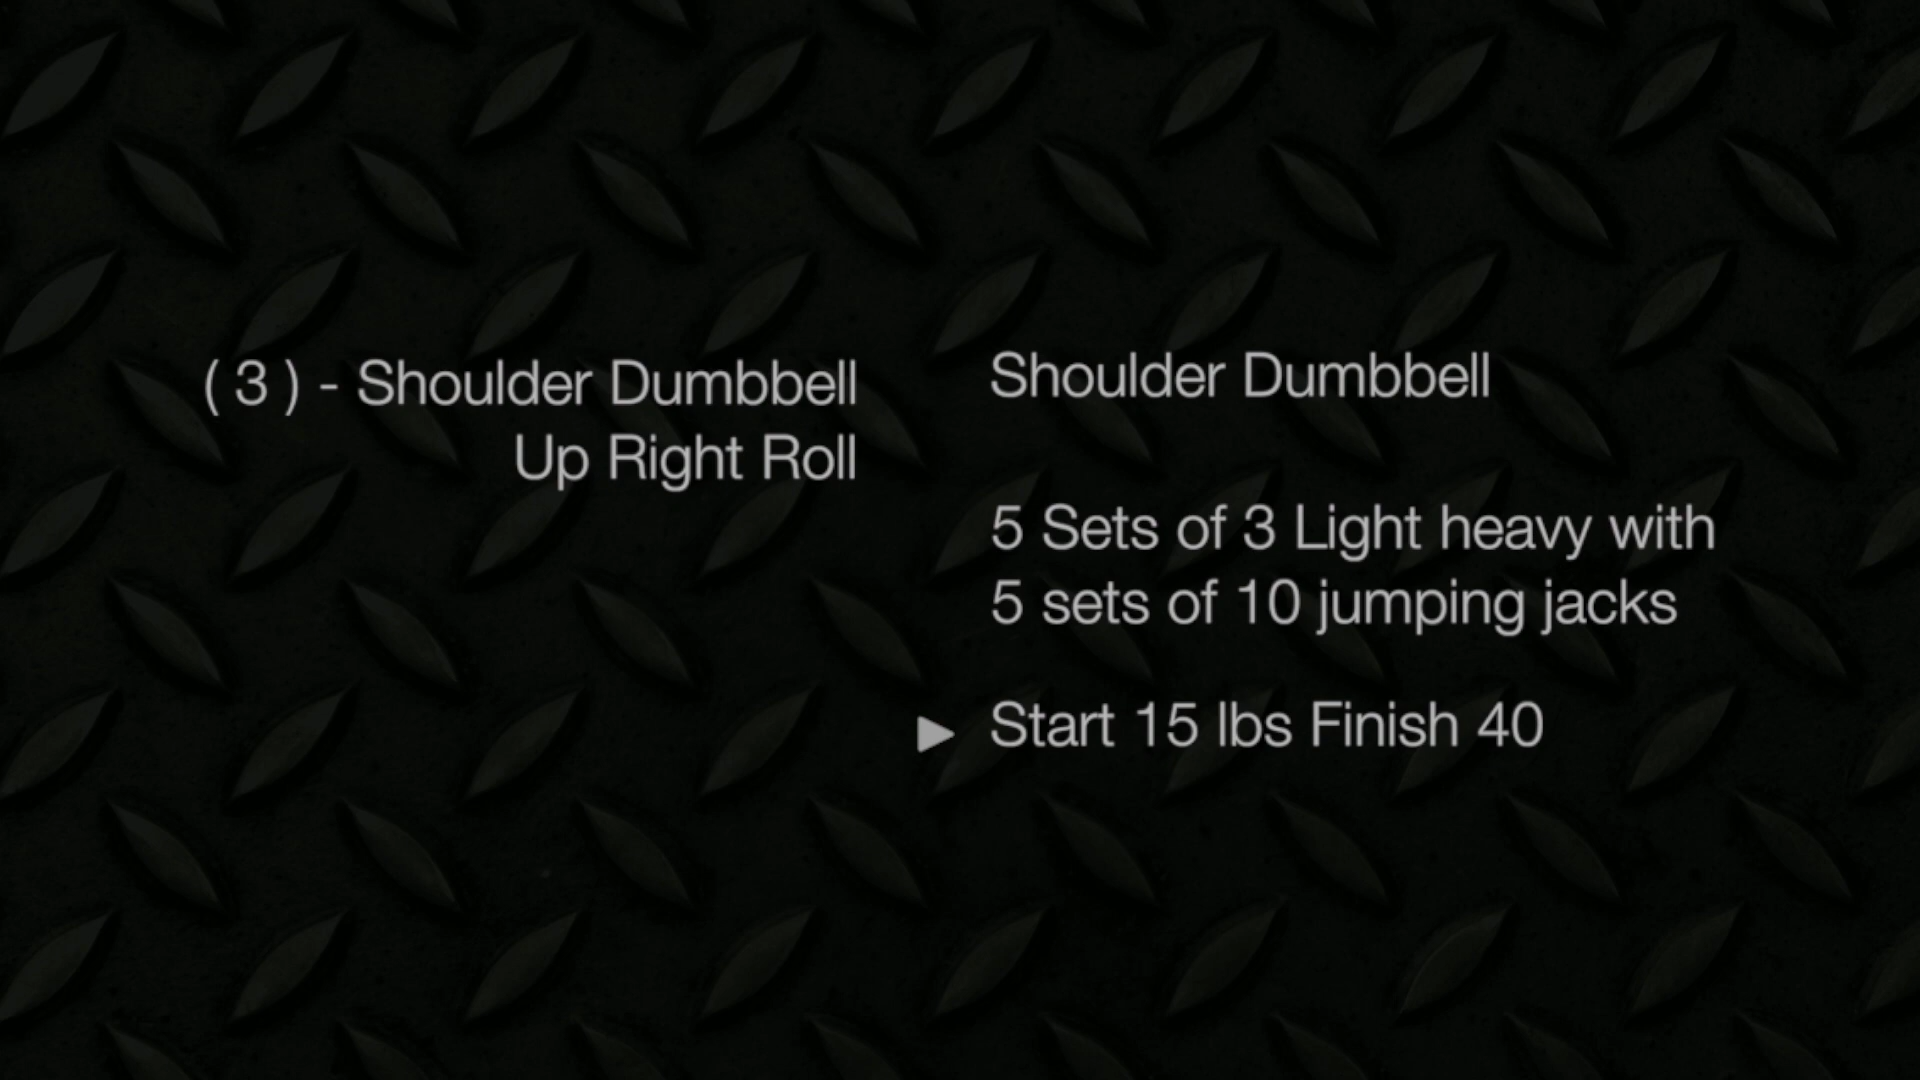 ( 3 ) - Shoulder Dumbbell
Up Right Roll
Shoulder Dumbbell
5 Sets of 3 Light heavy with
5 sets of 10 jumping jacks
Start 15 lbs Finish 40